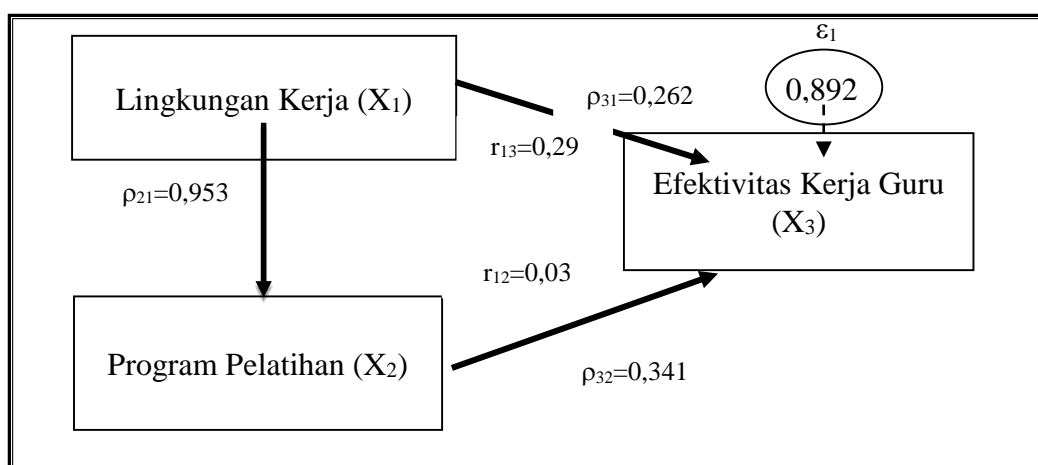 ε1
0,892
Lingkungan Kerja (X1)
ρ31=0,262
r13=0,29
Efektivitas Kerja Guru
(X3)
ρ21=0,953
r12=0,03
Program Pelatihan (X2)
ρ32=0,341